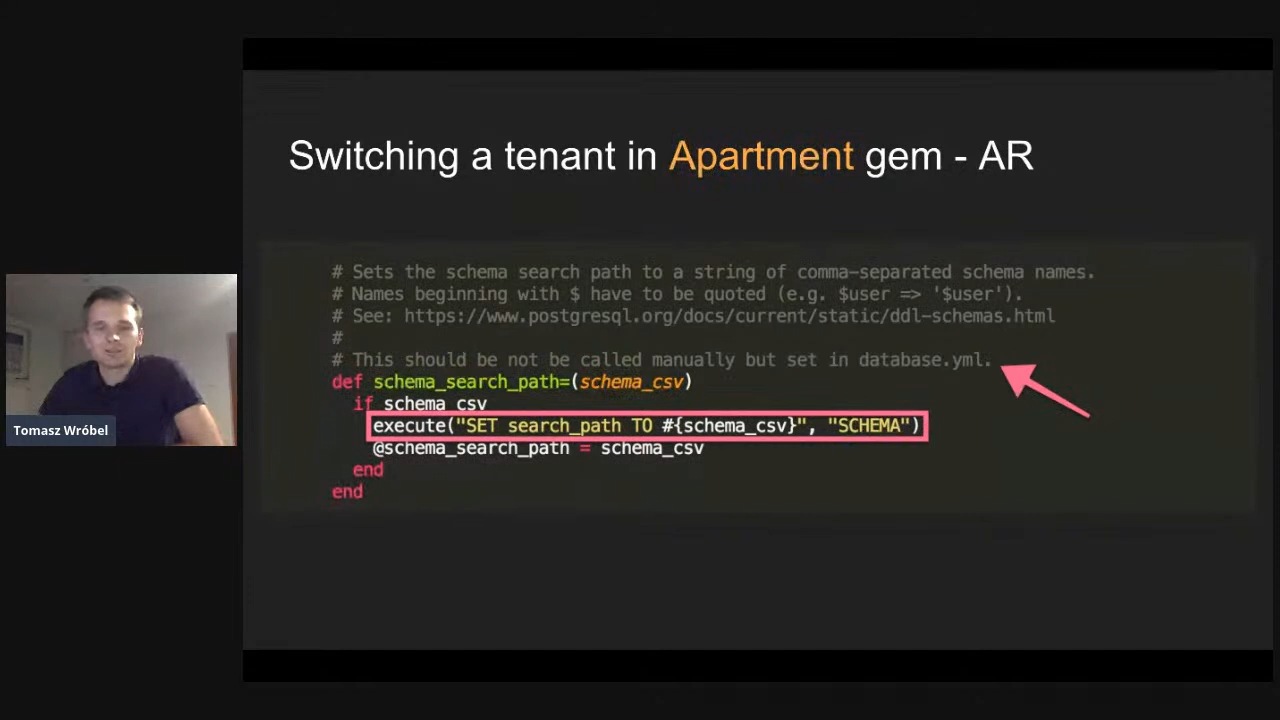 Switching a tenant in Apartment gem - AR
# Sets the schema search path to a string of comma-separated schema names.
# Names beginning with $ have to be quoted (e.g. $user => '$user').
# See: https://www.postgresql.org/docs/current/static/ddl-schemas.html
#
# This should be not be called manually but set in database.yml.
def schema_search_path=(schema_csv)
if schema_csv
execute("SET search_path TO #{schema_csv}", "SCHEMA")
@schema_search_path = schema_csv
end
end
Tomasz Wróbel